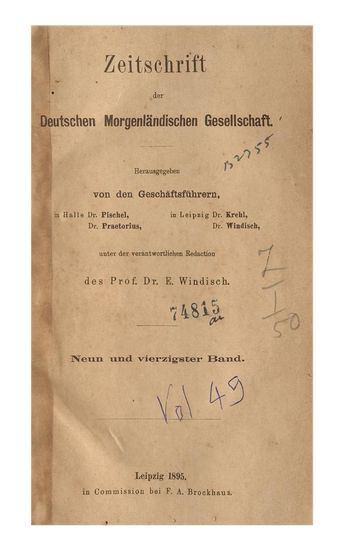 Zeitschrift
der
Deutschen Morgenländischen Gesellschaft.
B2755
Herausgegeben
von den Geschäftsführern,
in Halle Dr. Pischel, in Leipzig Dr. Krehl,
Dr. Praetorius, Dr. Windisch,
unter der verantwortlichen Redaction
des Prof. Dr. E. Windisch.
74815
Neun und vierzigster Band.
Vol 49
Leipzig 1895,
in Commission bei F. A. Brockhaus.